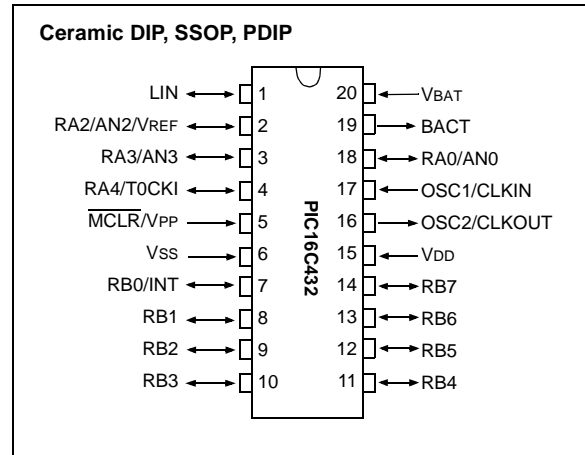 Ceramic DIP, SSOP, PDIP
LIN 1 20 VBAT
RA2/AN2/VREF 2 19 BACT
RA3/AN3 3 18 RA0/AN0
RA4/T0CKI 4 17 OSC1/CLKIN
MCLR/VPP 5 16 OSC2/CLKOUT
VSS 6 15 VDD
RB0/INT 7 14 RB7
RB1 8 13 RB6
RB2 9 12 RB5
RB3 10 11 RB4
PIC16C432